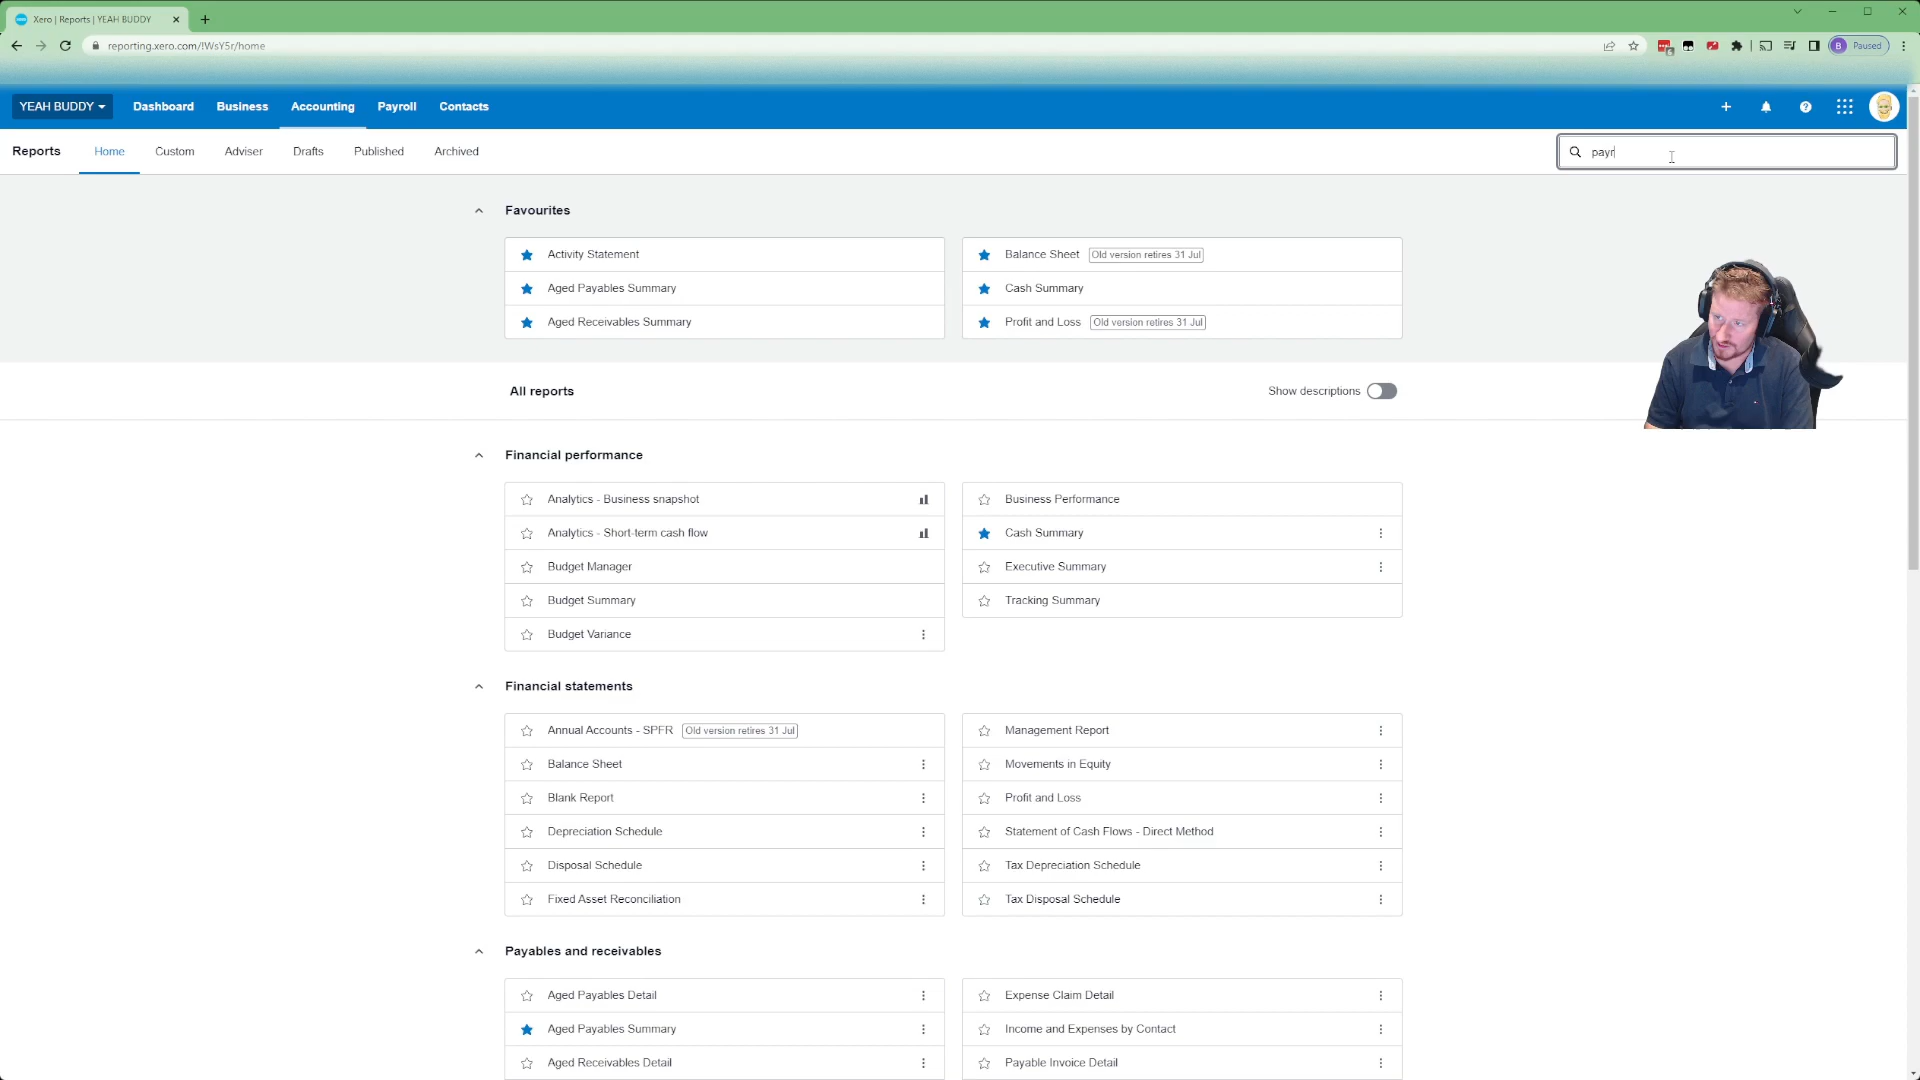 Xero | Reports | YEAH BUDDY
reporting.xero.com/!WsY5r/home
B Paused
YEAH BUDDY Dashboard Business Accounting Payroll Contacts
Reports Home Custom Adviser Drafts Published Archived
payr
Favourites
Activity Statement
Aged Payables Summary
Aged Receivables Summary
Balance Sheet Old version retires 31 Jul
Cash Summary
Profit and Loss Old version retires 31 Jul
All reports
Show descriptions
Financial performance
Analytics - Business snapshot
Analytics - Short-term cash flow
Budget Manager
Budget Summary
Budget Variance
Business Performance
Cash Summary
Executive Summary
Tracking Summary
Financial statements
Annual Accounts - SPFR Old version retires 31 Jul
Balance Sheet
Blank Report
Depreciation Schedule
Disposal Schedule
Fixed Asset Reconciliation
Management Report
Movements in Equity
Profit and Loss
Statement of Cash Flows - Direct Method
Tax Depreciation Schedule
Tax Disposal Schedule
Payables and receivables
Aged Payables Detail
Aged Payables Summary
Aged Receivables Detail
Expense Claim Detail
Income and Expenses by Contact
Payable Invoice Detail